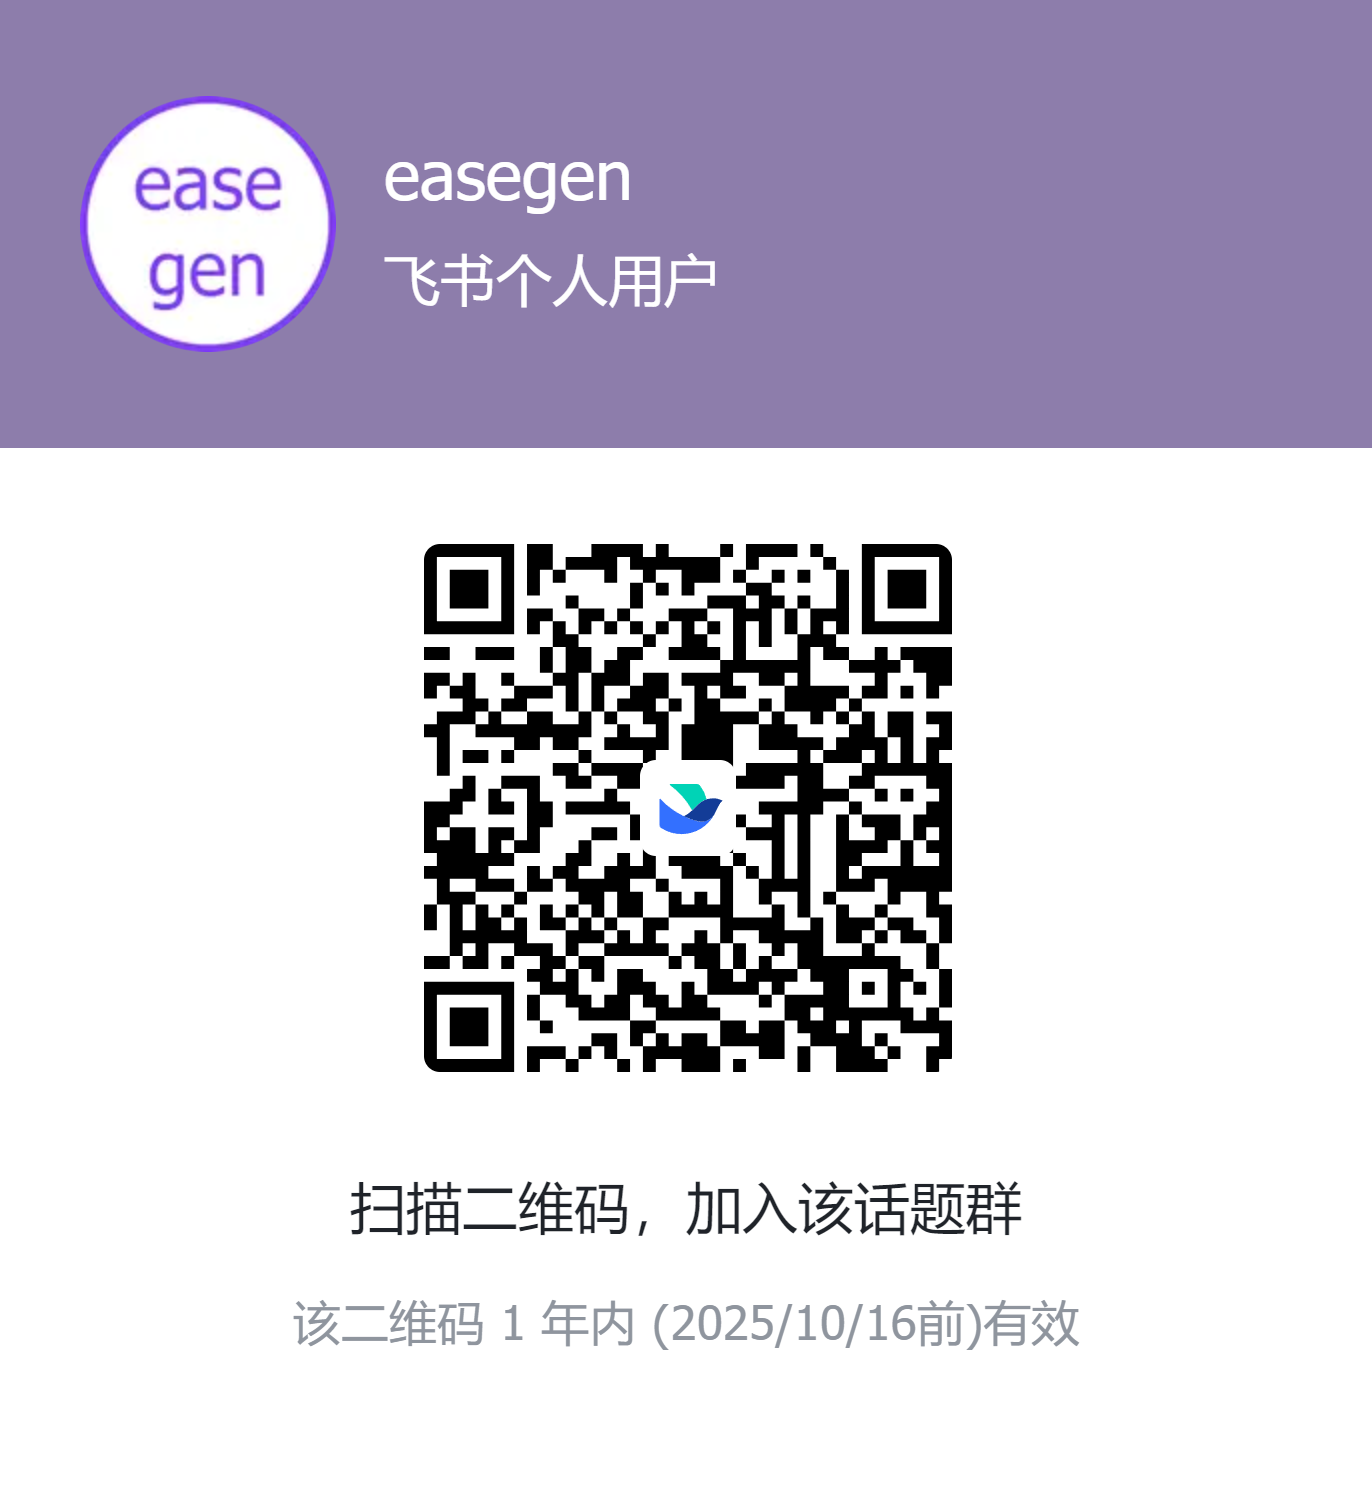 ease
gen
easegen
飞书个人用户
扫描二维码，加入该话题群
该二维码 1 年内 (2025/10/16前)有效